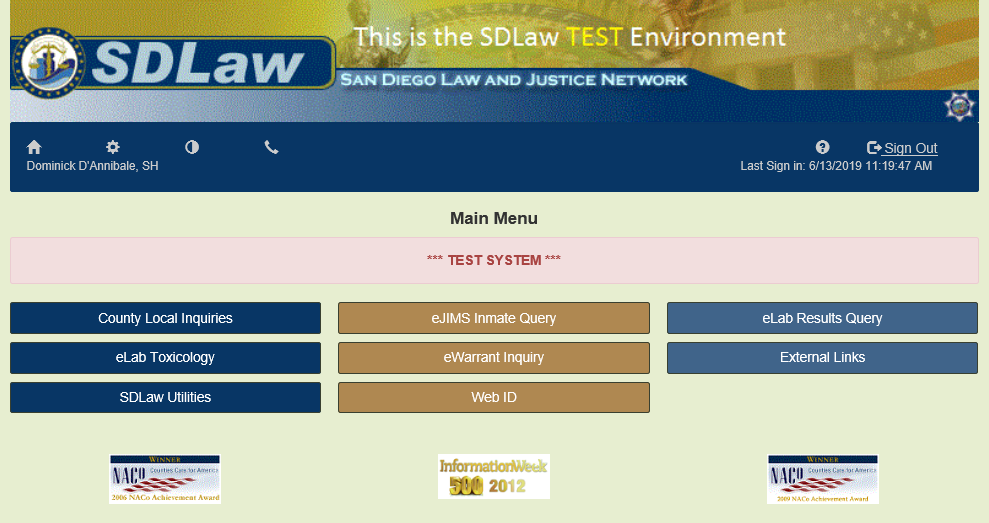 This is the SDLaw TEST Environment
SDLaw
SAN DIEGO LAW AND JUSTICE NETWORK
Sign Out
Dominick D'Annibale, SH
Last Sign in: 6/13/2019 11:19:47 AM
Main Menu
*** TEST SYSTEM ***
County Local Inquiries
eJIMS Inmate Query
eLab Results Query
eLab Toxicology
eWarrant Inquiry
External Links
SDLaw Utilities
Web ID
WINNER
NACo Counties Care for America
2006 NACo Achievement Award
InformationWeek
500 2012
WINNER
NACo Counties Care for America
2009 NACo Achievement Award